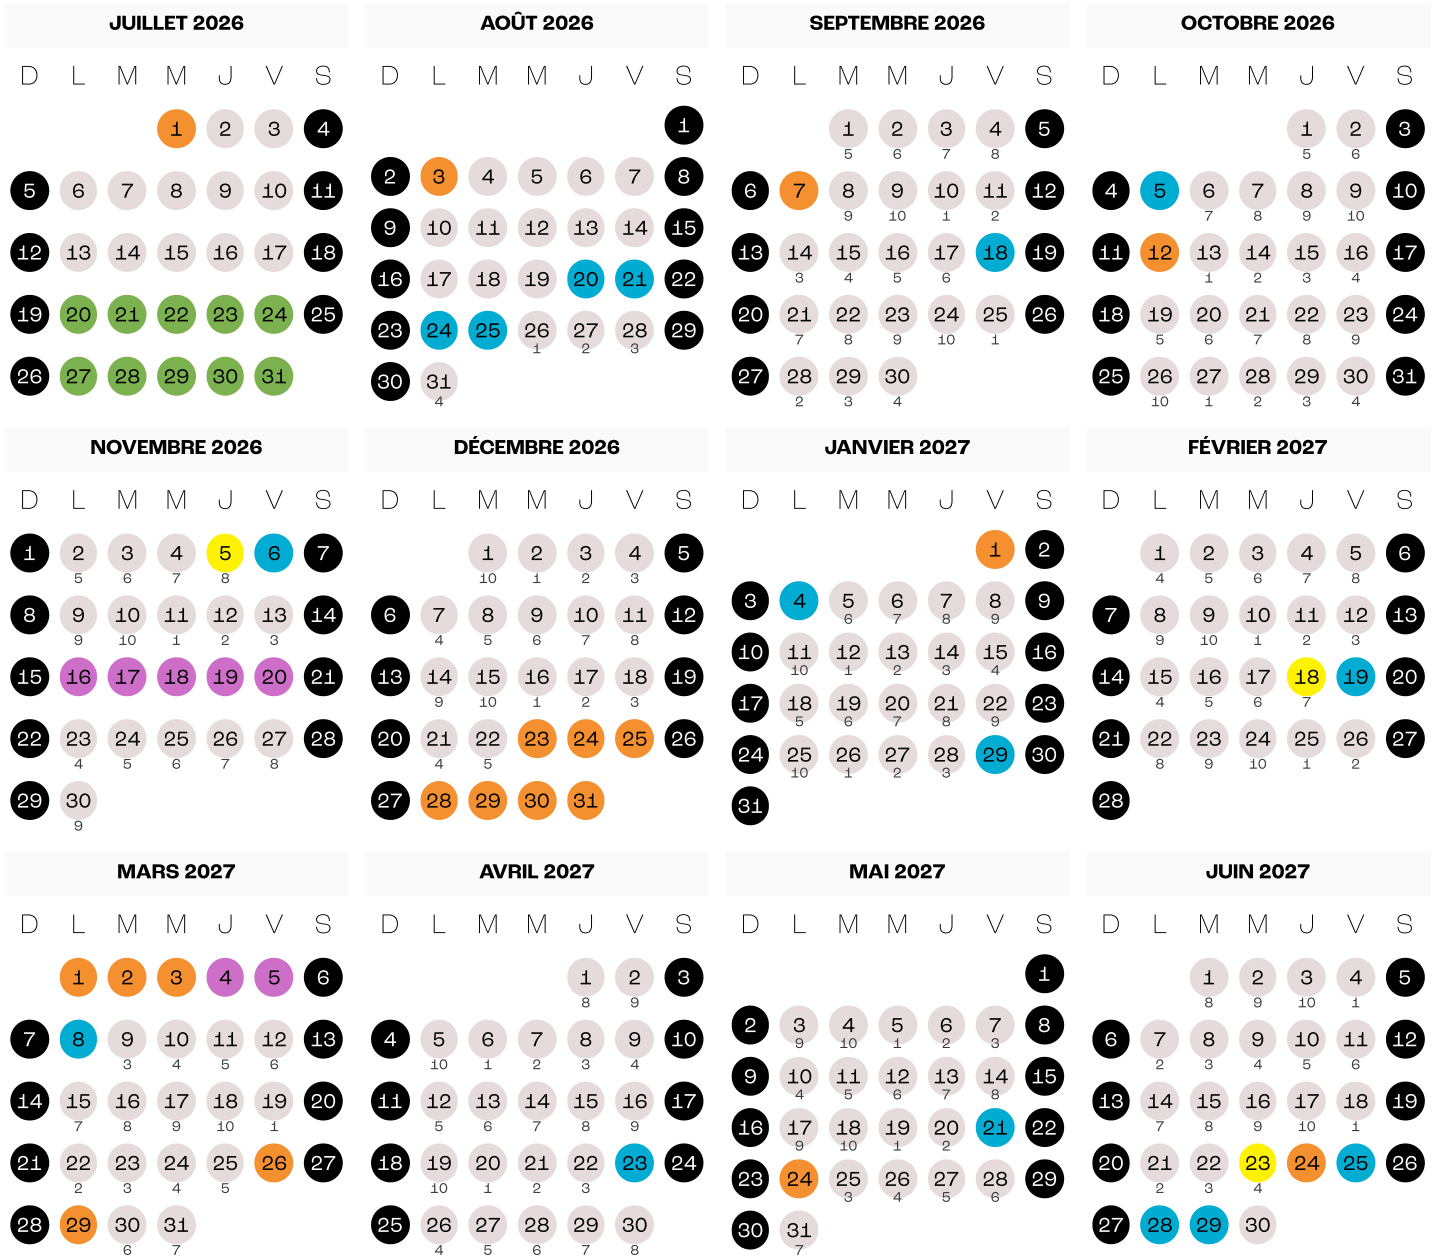 JUILLET 2026
D L M M J V S
1 2 3 4
5 6 7 8 9 10 11
12 13 14 15 16 17 18
19 20 21 22 23 24 25
26 27 28 29 30 31
AOÛT 2026
D L M M J V S
1
2 3 4 5 6 7 8
9 10 11 12 13 14 15
16 17 18 19 20 21 22
23 24 25 26 27 28 29
1 2 3
30 31
4
SEPTEMBRE 2026
D L M M J V S
1 2 3 4 5
5 6 7 8
6 7 8 9 10 11 12
9 10 1 2
13 14 15 16 17 18 19
3 4 5 6
20 21 22 23 24 25 26
7 8 9 10 1
27 28 29 30
2 3 4
OCTOBRE 2026
D L M M J V S
1 2 3
5 6
4 5 6 7 8 9 10
7 8 9 10
11 12 13 14 15 16 17
1 2 3 4
18 19 20 21 22 23 24
5 6 7 8 9
25 26 27 28 29 30 31
10 1 2 3 4
NOVEMBRE 2026
D L M M J V S
1 2 3 4 5 6 7
5 6 7 8
8 9 10 11 12 13 14
9 10 1 2 3
15 16 17 18 19 20 21
22 23 24 25 26 27 28
4 5 6 7 8
29 30
9
DÉCEMBRE 2026
D L M M J V S
1 2 3 4 5
10 1 2 3
6 7 8 9 10 11 12
4 5 6 7 8
13 14 15 16 17 18 19
9 10 1 2 3
20 21 22 23 24 25 26
4 5
27 28 29 30 31
JANVIER 2027
D L M M J V S
1 2
3 4 5 6 7 8 9
6 7 8 9
10 11 12 13 14 15 16
10 1 2 3 4
17 18 19 20 21 22 23
5 6 7 8 9
24 25 26 27 28 29 30
10 1 2 3
31
FÉVRIER 2027
D L M M J V S
1 2 3 4 5 6
4 5 6 7 8
7 8 9 10 11 12 13
9 10 1 2 3
14 15 16 17 18 19 20
4 5 6 7
21 22 23 24 25 26 27
8 9 10 1 2
28
MARS 2027
D L M M J V S
1 2 3 4 5 6
7 8 9 10 11 12 13
3 4 5 6
14 15 16 17 18 19 20
7 8 9 10 1
21 22 23 24 25 26 27
2 3 4 5
28 29 30 31
6 7
AVRIL 2027
D L M M J V S
1 2 3
8 9
4 5 6 7 8 9 10
10 1 2 3 4
11 12 13 14 15 16 17
5 6 7 8 9
18 19 20 21 22 23 24
10 1 2 3
25 26 27 28 29 30
4 5 6 7 8
MAI 2027
D L M M J V S
1
2 3 4 5 6 7 8
9 10 1 2 3
9 10 11 12 13 14 15
4 5 6 7 8
16 17 18 19 20 21 22
9 10 1 2
23 24 25 26 27 28 29
3 4 5 6
30 31
7
JUIN 2027
D L M M J V S
1 2 3 4 5
8 9 10 1
6 7 8 9 10 11 12
2 3 4 5 6
13 14 15 16 17 18 19
7 8 9 10 1
20 21 22 23 24 25 26
2 3 4
27 28 29 30